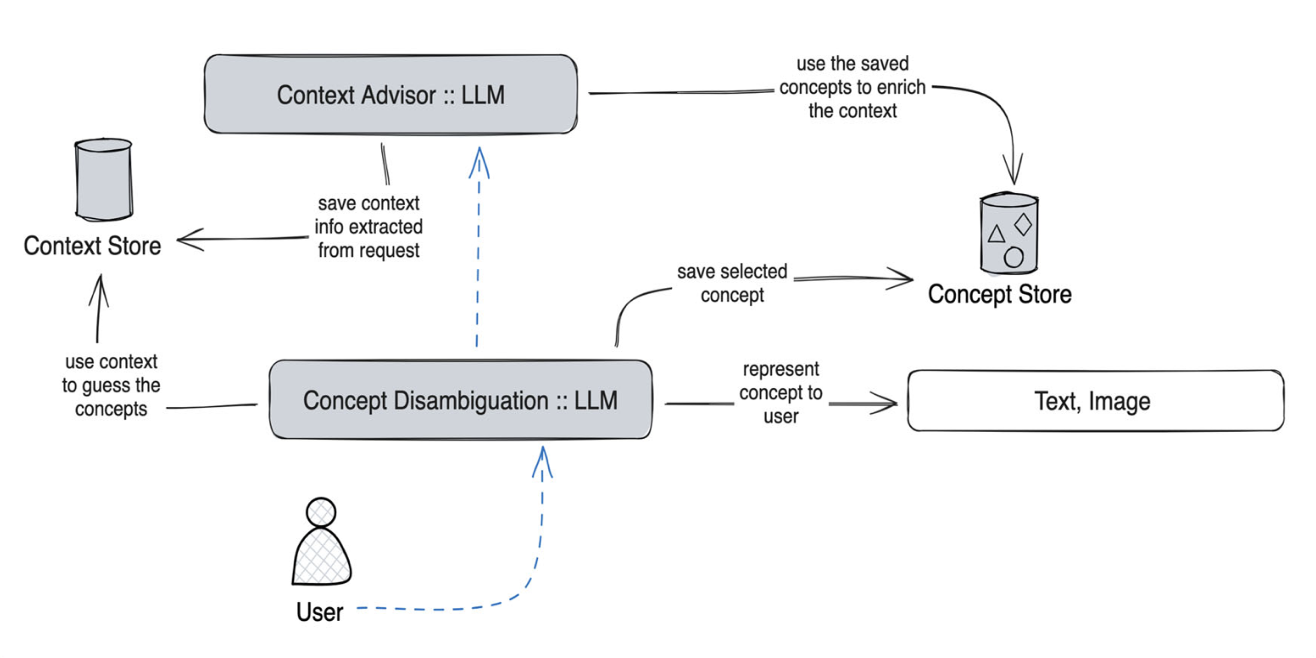 Context Advisor :: LLM
use the saved
concepts to enrich
the context
save context
info extracted
from request
Context Store
Concept Store
save selected
concept
use context
to guess the
concepts
Concept Disambiguation :: LLM
represent
concept to
user
Text, Image
User